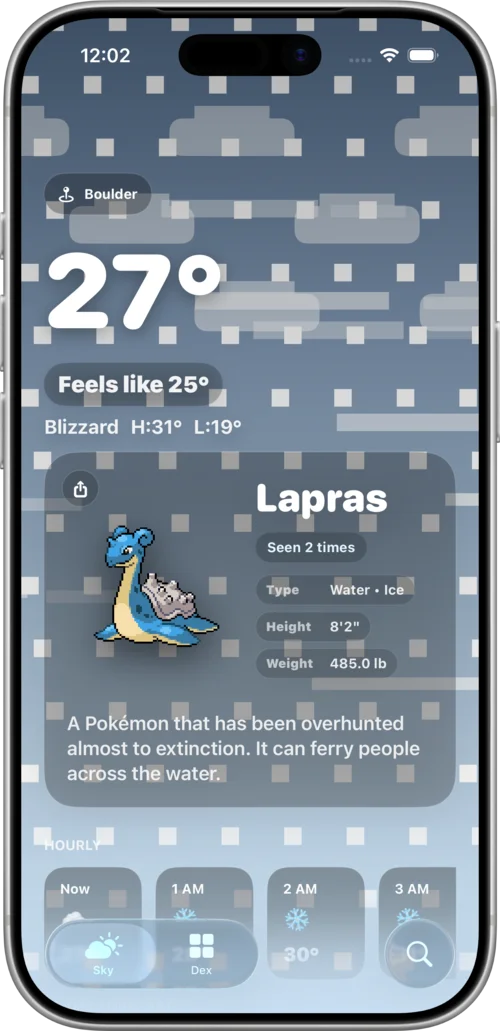 12:02
Boulder
27°
Feels like 25°
Blizzard H:31° L:19°
Lapras
Seen 2 times
Type Water • Ice
Height 8'2"
Weight 485.0 lb
A Pokémon that has been overhunted
almost to extinction. It can ferry people
across the water.
HOURLY
Now 1 AM 2 AM 3 AM
30°
Sky Dex